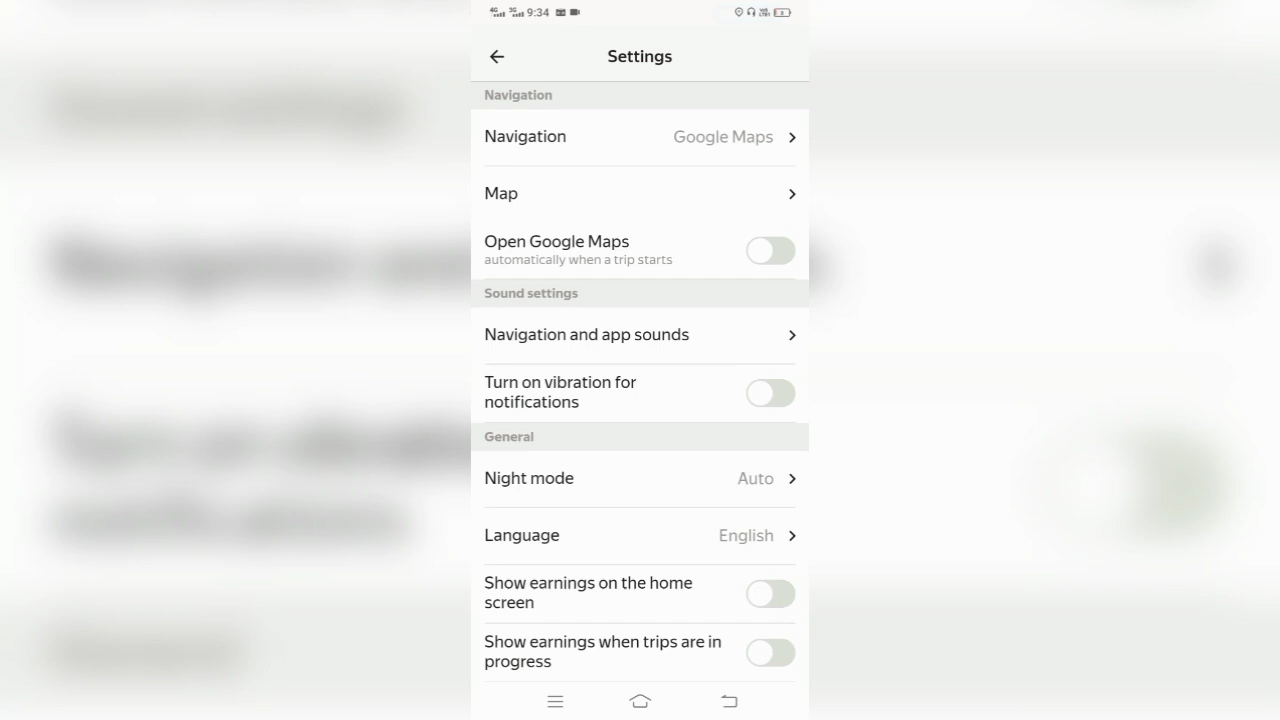 9:34
Settings
Navigation
Navigation Google Maps
Map
Open Google Maps
automatically when a trip starts
Sound settings
Navigation and app sounds
Turn on vibration for
notifications
General
Night mode Auto
Language English
Show earnings on the home
screen
Show earnings when trips are in
progress